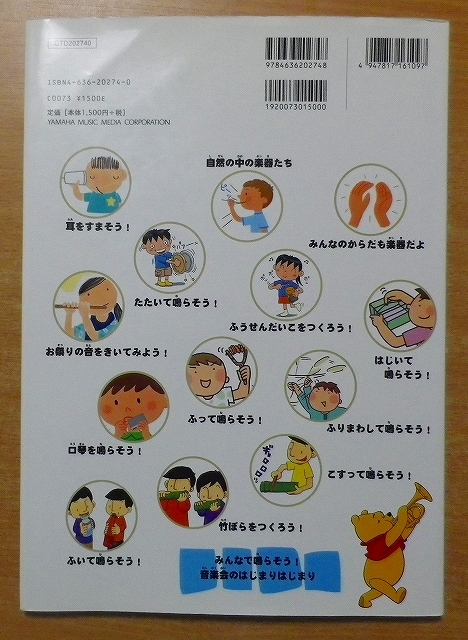 GTD202740
9784636202748
4947817161097
ISBN4-636-20274-0
C0073 ¥1500E
定価[本体1,500円+税]
YAMAHA MUSIC MEDIA CORPORATION
1920073015000
自然の中の楽器たち
耳をすまそう!
みんなのからだも楽器だよ
たたいて鳴らそう!
ふうせんだいこをつくろう!
お祭りの音をきいてみよう!
はじいて
鳴らそう!
ふって鳴らそう!
ふりまわして鳴らそう!
口琴を鳴らそう!
ポロロロ
こすって鳴らそう!
竹ぼらをつくろう!
ふいて鳴らそう!
みんなで鳴らそう!
音楽会のはじまりはじまり